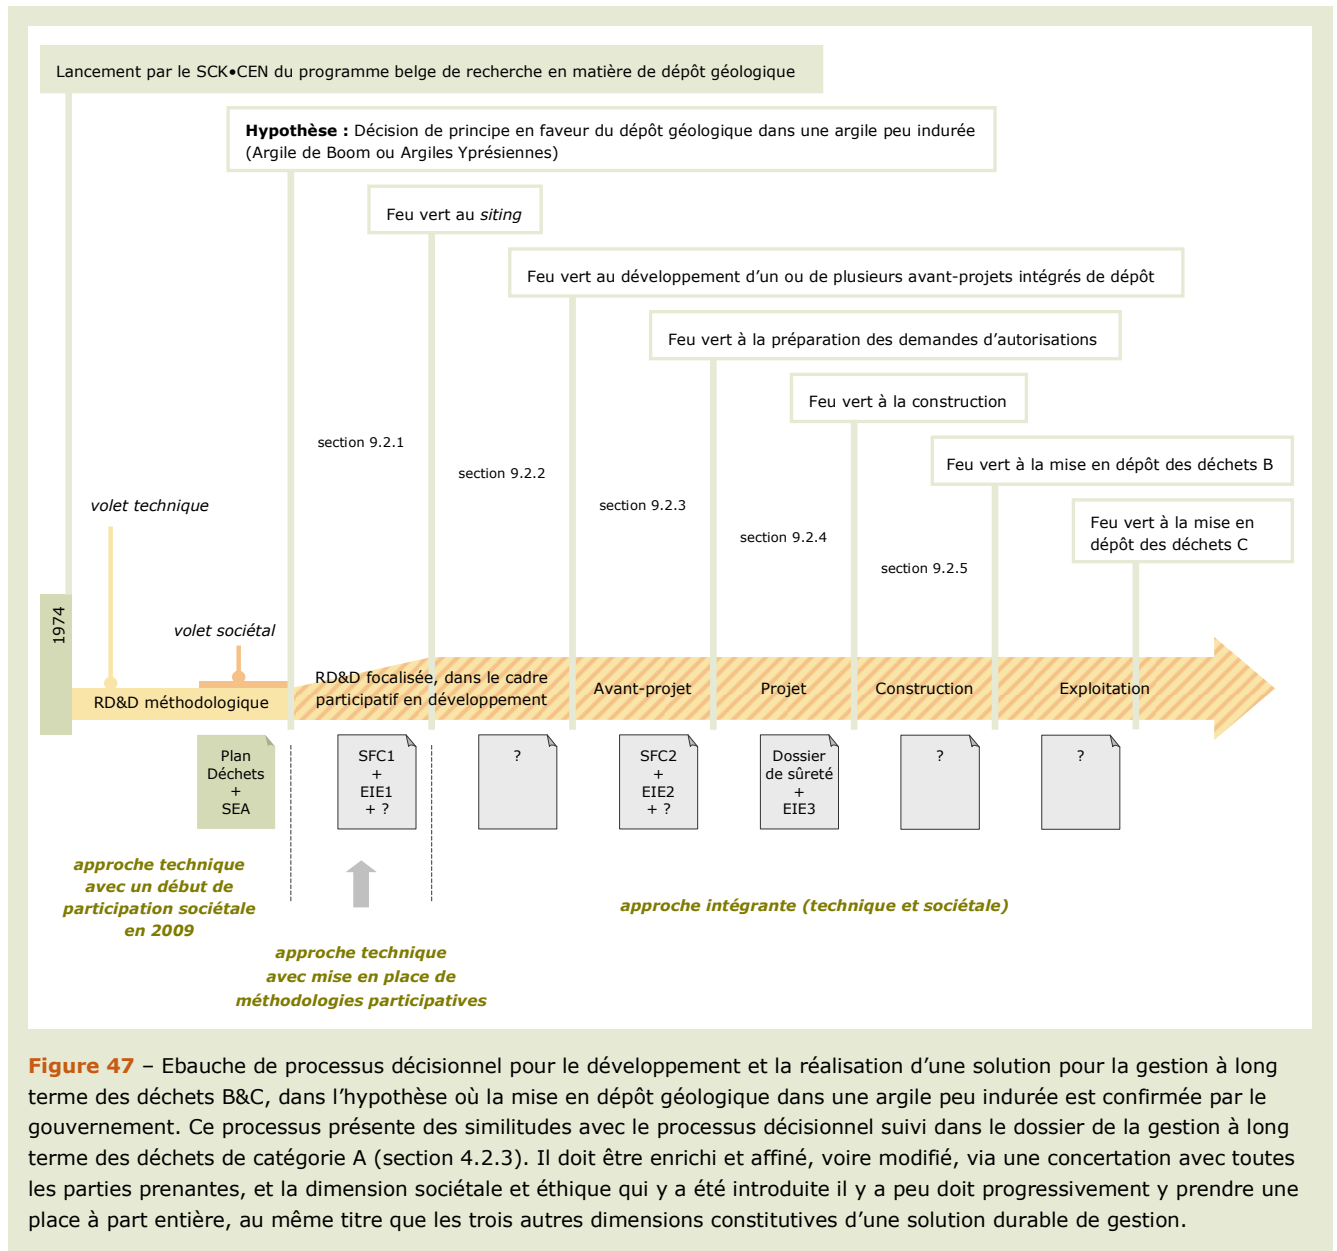 Lancement par le SCK•CEN du programme belge de recherche en matière de dépôt géologique
Hypothèse : Décision de principe en faveur du dépôt géologique dans une argile peu indurée
(Argile de Boom ou Argiles Yprésiennes)
Feu vert au siting
Feu vert au développement d’un ou de plusieurs avant-projets intégrés de dépôt
Feu vert à la préparation des demandes d’autorisations
Feu vert à la construction
section 9.2.1
Feu vert à la mise en dépôt des déchets B
section 9.2.2
volet technique
section 9.2.3
Feu vert à la mise en
dépôt des déchets C
section 9.2.4
section 9.2.5
1974
volet sociétal
RD&D méthodologique
RD&D focalisée, dans le cadre
participatif en développement
Avant-projet
Projet
Construction
Exploitation
Plan
Déchets
+
SEA
SFC1
+
EIE1
+ ?
?
SFC2
+
EIE2
+ ?
Dossier
de sûreté
+
EIE3
?
?
approche technique
avec un début de
participation sociétale
en 2009
approche technique
avec mise en place de
méthodologies participatives
approche intégrante (technique et sociétale)
Figure 47 – Ebauche de processus décisionnel pour le développement et la réalisation d’une solution pour la gestion à long
terme des déchets B&C, dans l’hypothèse où la mise en dépôt géologique dans une argile peu indurée est confirmée par le
gouvernement. Ce processus présente des similitudes avec le processus décisionnel suivi dans le dossier de la gestion à long
terme des déchets de catégorie A (section 4.2.3). Il doit être enrichi et affiné, voire modifié, via une concertation avec toutes
les parties prenantes, et la dimension sociétale et éthique qui y a été introduite il y a peu doit progressivement y prendre une
place à part entière, au même titre que les trois autres dimensions constitutives d’une solution durable de gestion.